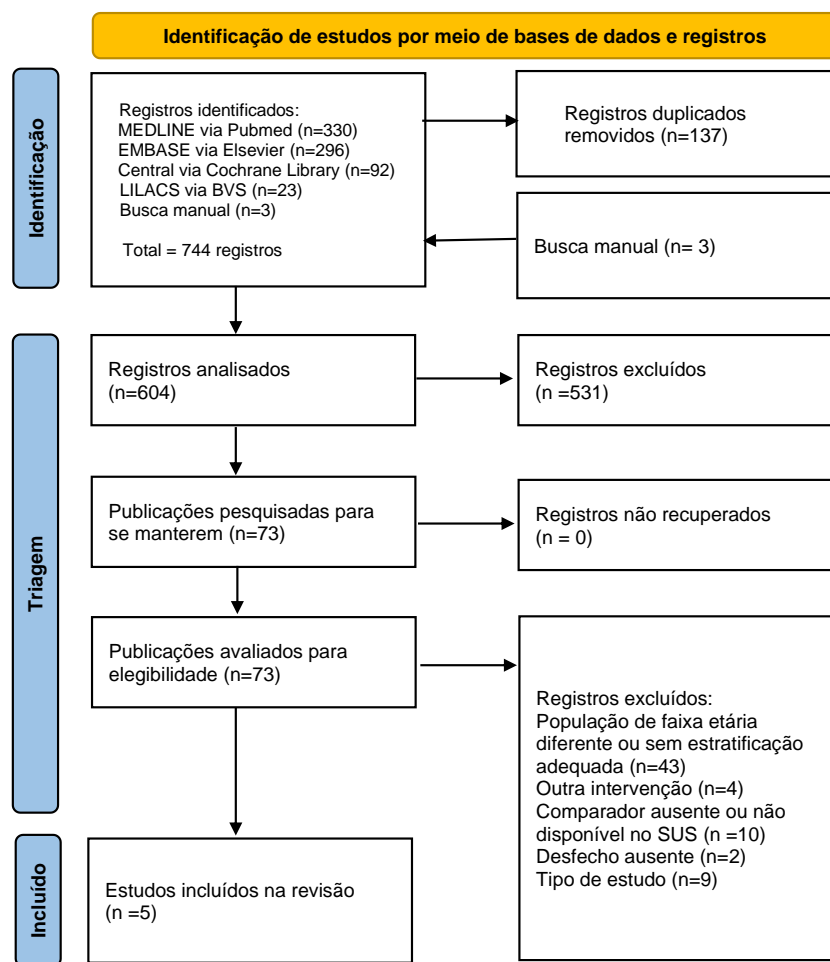 Identificação de estudos por meio de bases de dados e registros
Identificação
Registros identificados:
MEDLINE via Pubmed (n=330)
EMBASE via Elsevier (n=296)
Central via Cochrane Library (n=92)
LILACS via BVS (n=23)
Busca manual (n=3)
Total = 744 registros
Registros duplicados
removidos (n=137)
Busca manual (n= 3)
Triagem
Registros analisados
(n=604)
Registros excluídos
(n =531)
Publicações pesquisadas para
se manterem (n=73)
Registros não recuperados
(n = 0)
Publicações avaliados para
elegibilidade (n=73)
Registros excluídos:
População de faixa etária
diferente ou sem estratificação
adequada (n=43)
Outra intervenção (n=4)
Comparador ausente ou não
disponível no SUS (n =10)
Desfecho ausente (n=2)
Tipo de estudo (n=9)
Incluído
Estudos incluídos na revisão
(n =5)